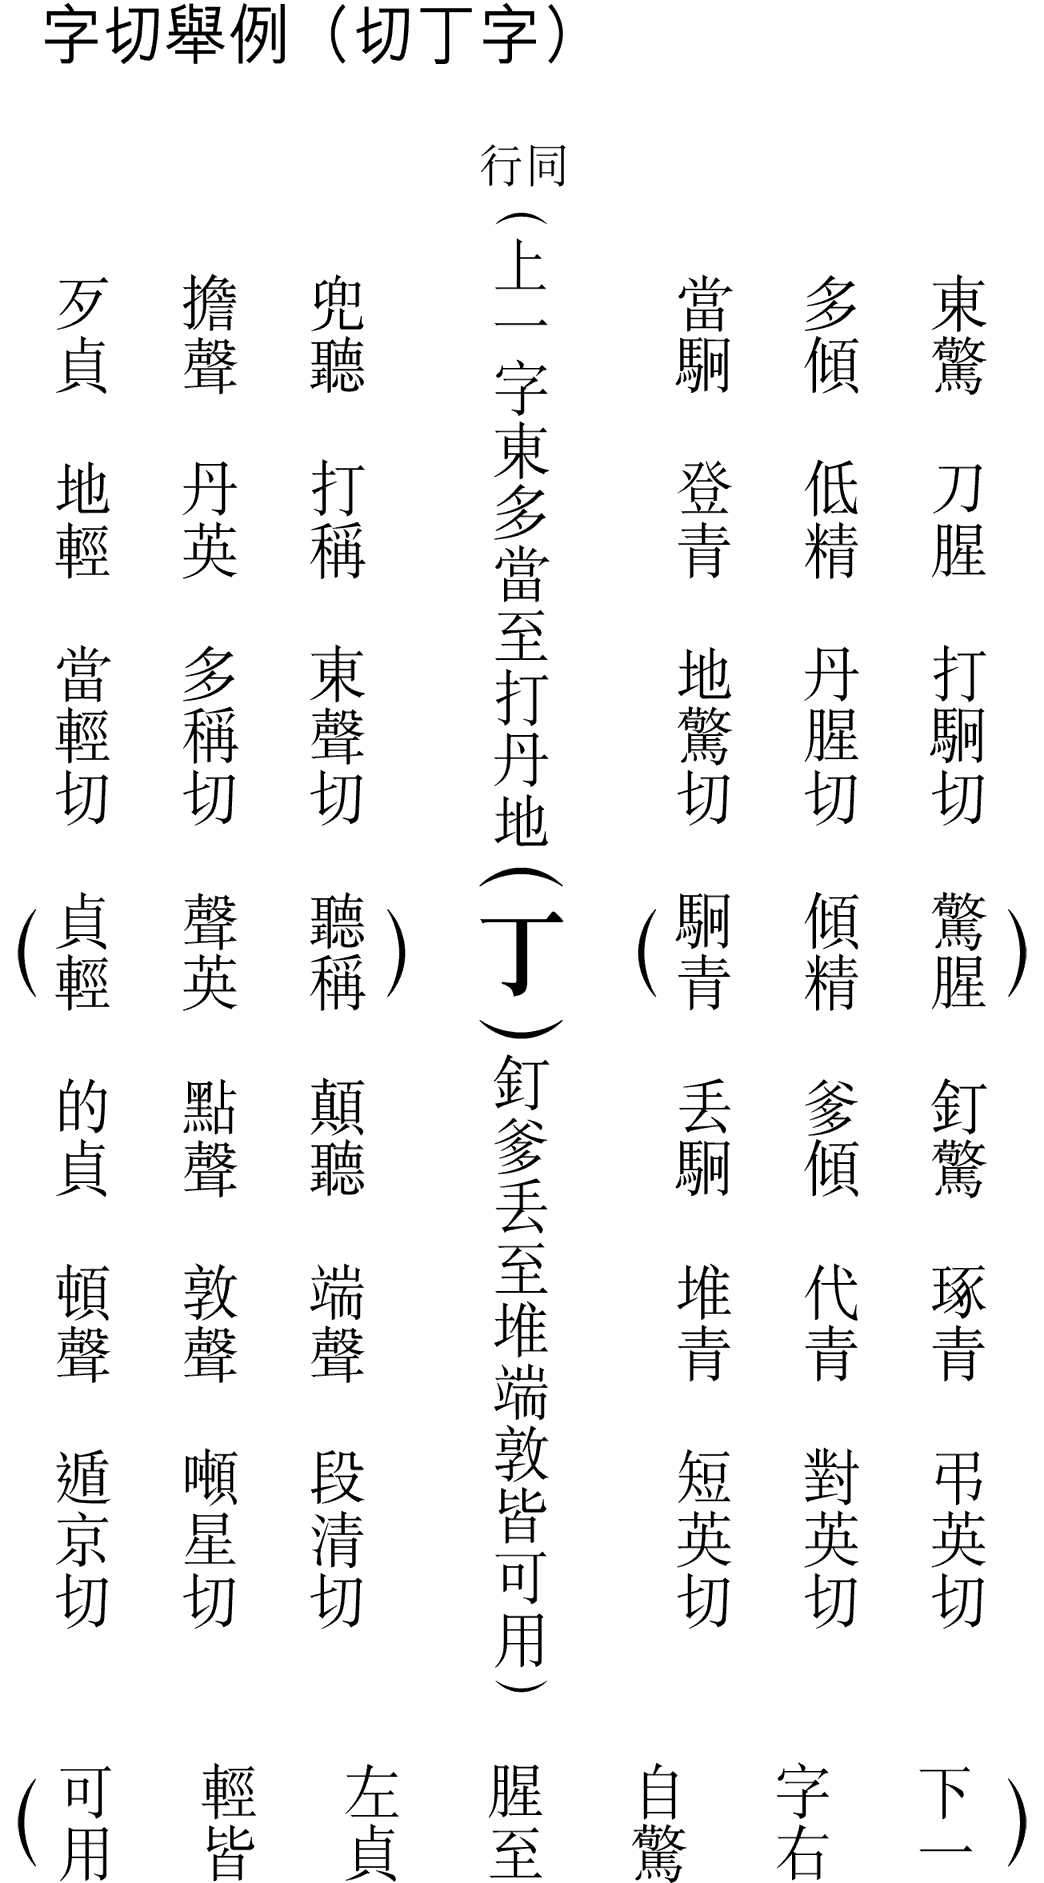 字切舉例（切丁字）
東驚　刀腥　打駉切（驚腥　釘驚　琢青　弔英切
多傾　低精　丹腥切　傾精　爹傾　代青　對英切
當駉　登青　地驚切　駉青）丟駉　堆青　短英切
同行（上一字東多當至打丹地（丁）釘爹丟至堆端敦皆可用）
兜聽　打稱　東聲切（聽稱　顛聽　端聲　段清切
擔聲　丹英　多稱切　聲英　點聲　敦聲　噸星切
歹貞　地輕　當輕切　貞輕）的貞　頓聲　遁京切
（下一字右自驚腥至左貞輕皆可用）